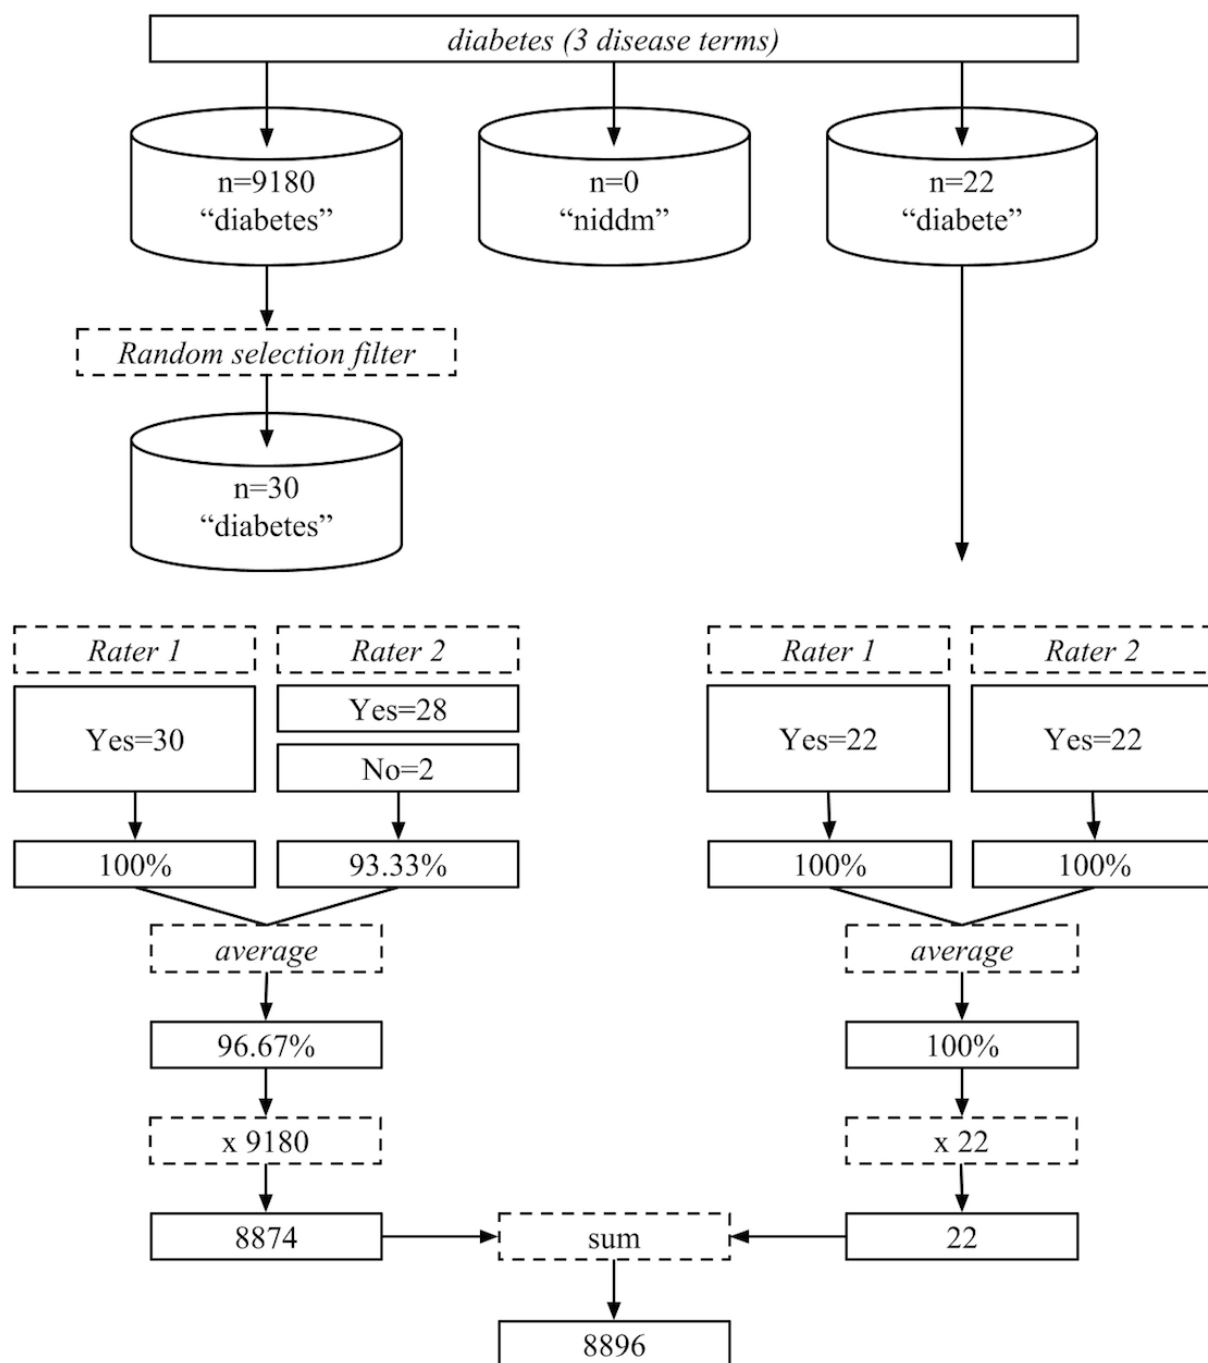 diabetes (3 disease terms)
n=9180
“diabetes”
n=0
“niddm”
n=22
“diabete”
Random selection filter
n=30
“diabetes”
Rater 1
Rater 2
Rater 1
Rater 2
Yes=30
Yes=28
No=2
Yes=22
Yes=22
100%
93.33%
100%
100%
average
average
96.67%
100%
x 9180
x 22
8874
sum
22
8896